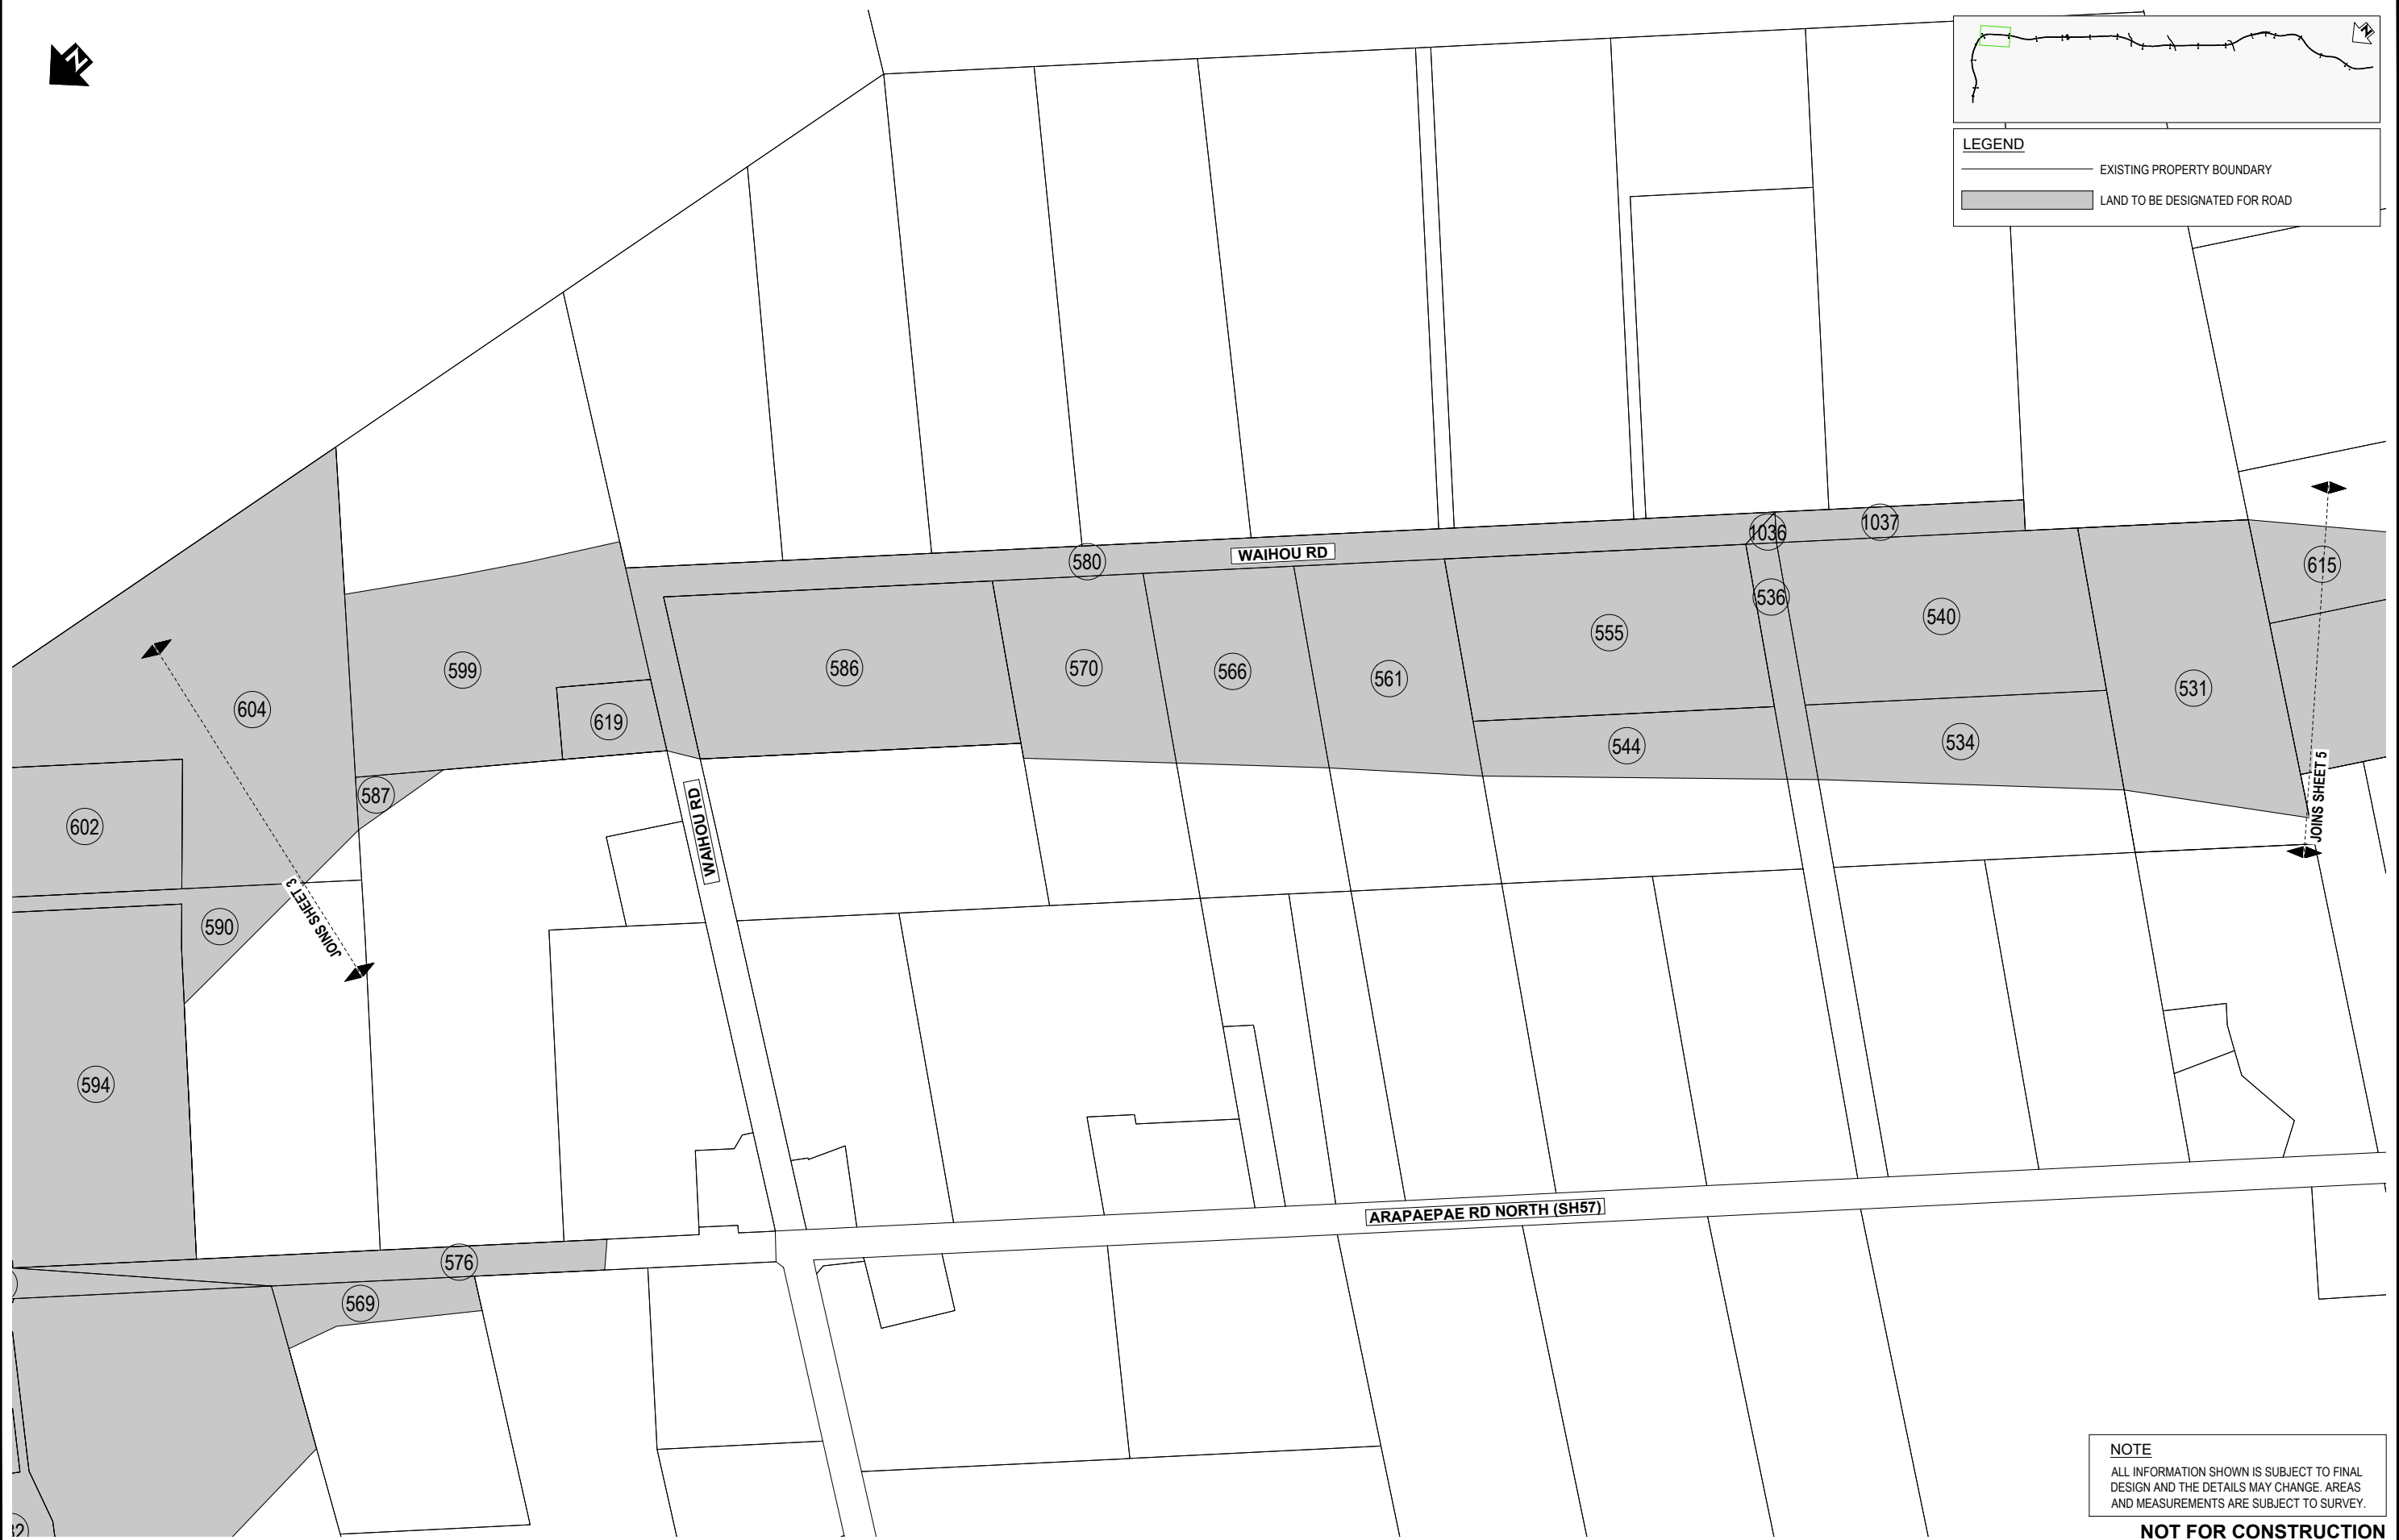 N
N
LEGEND
EXISTING PROPERTY BOUNDARY
LAND TO BE DESIGNATED FOR ROAD
1037
1036
WAIHOU RD
580
615
536
540
555
599
586
570
566
561
531
604
619
544
534
587
JOINS SHEET 5
602
WAIHOU RD
JOINS SHEET 3
590
594
ARAPAEPAE RD NORTH (SH57)
576
569
NOTE
ALL INFORMATION SHOWN IS SUBJECT TO FINAL
DESIGN AND THE DETAILS MAY CHANGE. AREAS
AND MEASUREMENTS ARE SUBJECT TO SURVEY.
NOT FOR CONSTRUCTION